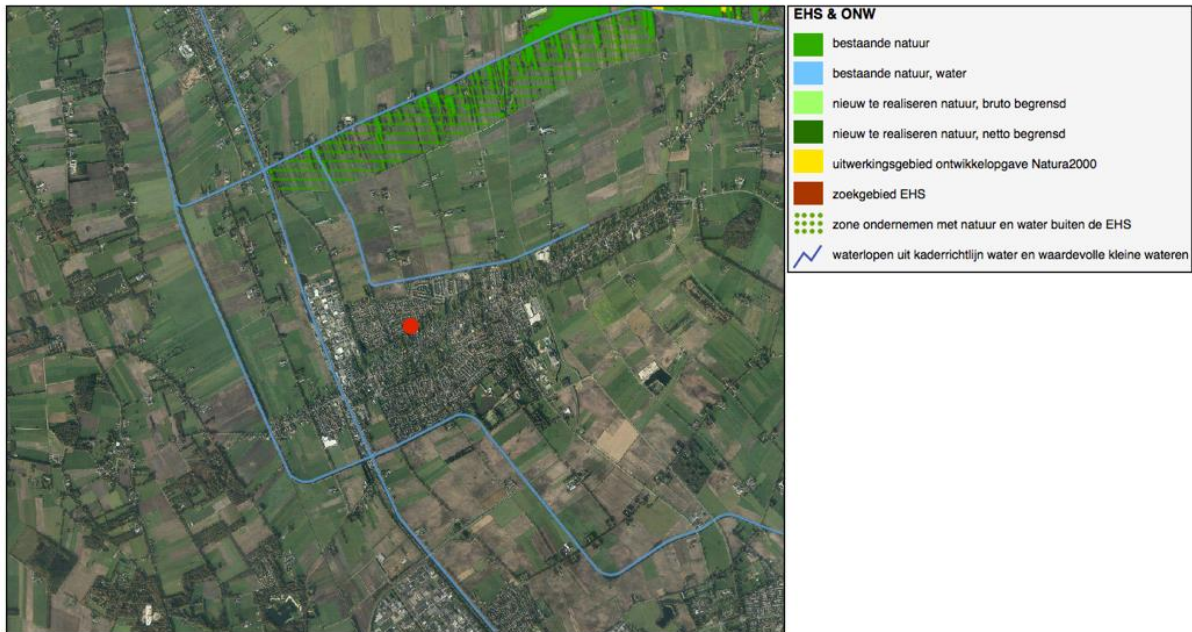 EHS & ONW
bestaande natuur
bestaande natuur, water
nieuw te realiseren natuur, bruto begrensd
nieuw te realiseren natuur, netto begrensd
uitwerkingsgebied ontwikkelopgave Natura2000
zoekgebied EHS
zone ondernemen met natuur en water buiten de EHS
waterlopen uit kaderrichtlijn water en waardevolle kleine wateren